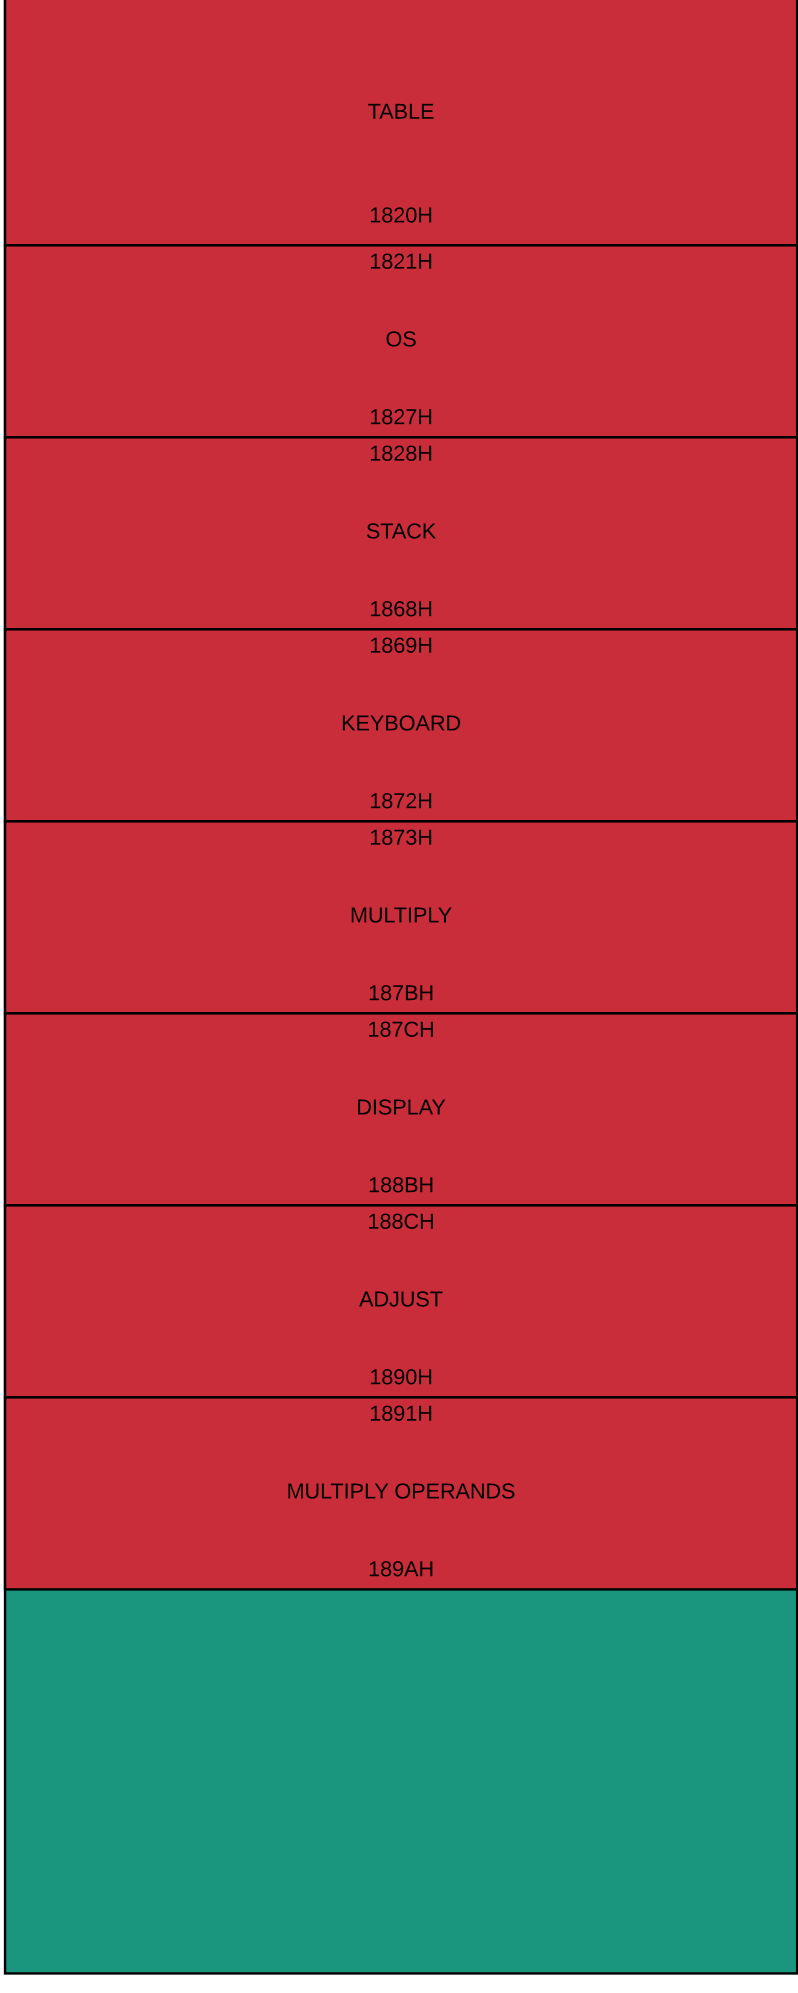 TABLE
1820H
1821H
OS
1827H
1828H
STACK
1868H
1869H
KEYBOARD
1872H
1873H
MULTIPLY
187BH
187CH
DISPLAY
188BH
188CH
ADJUST
1890H
1891H
MULTIPLY OPERANDS
189AH